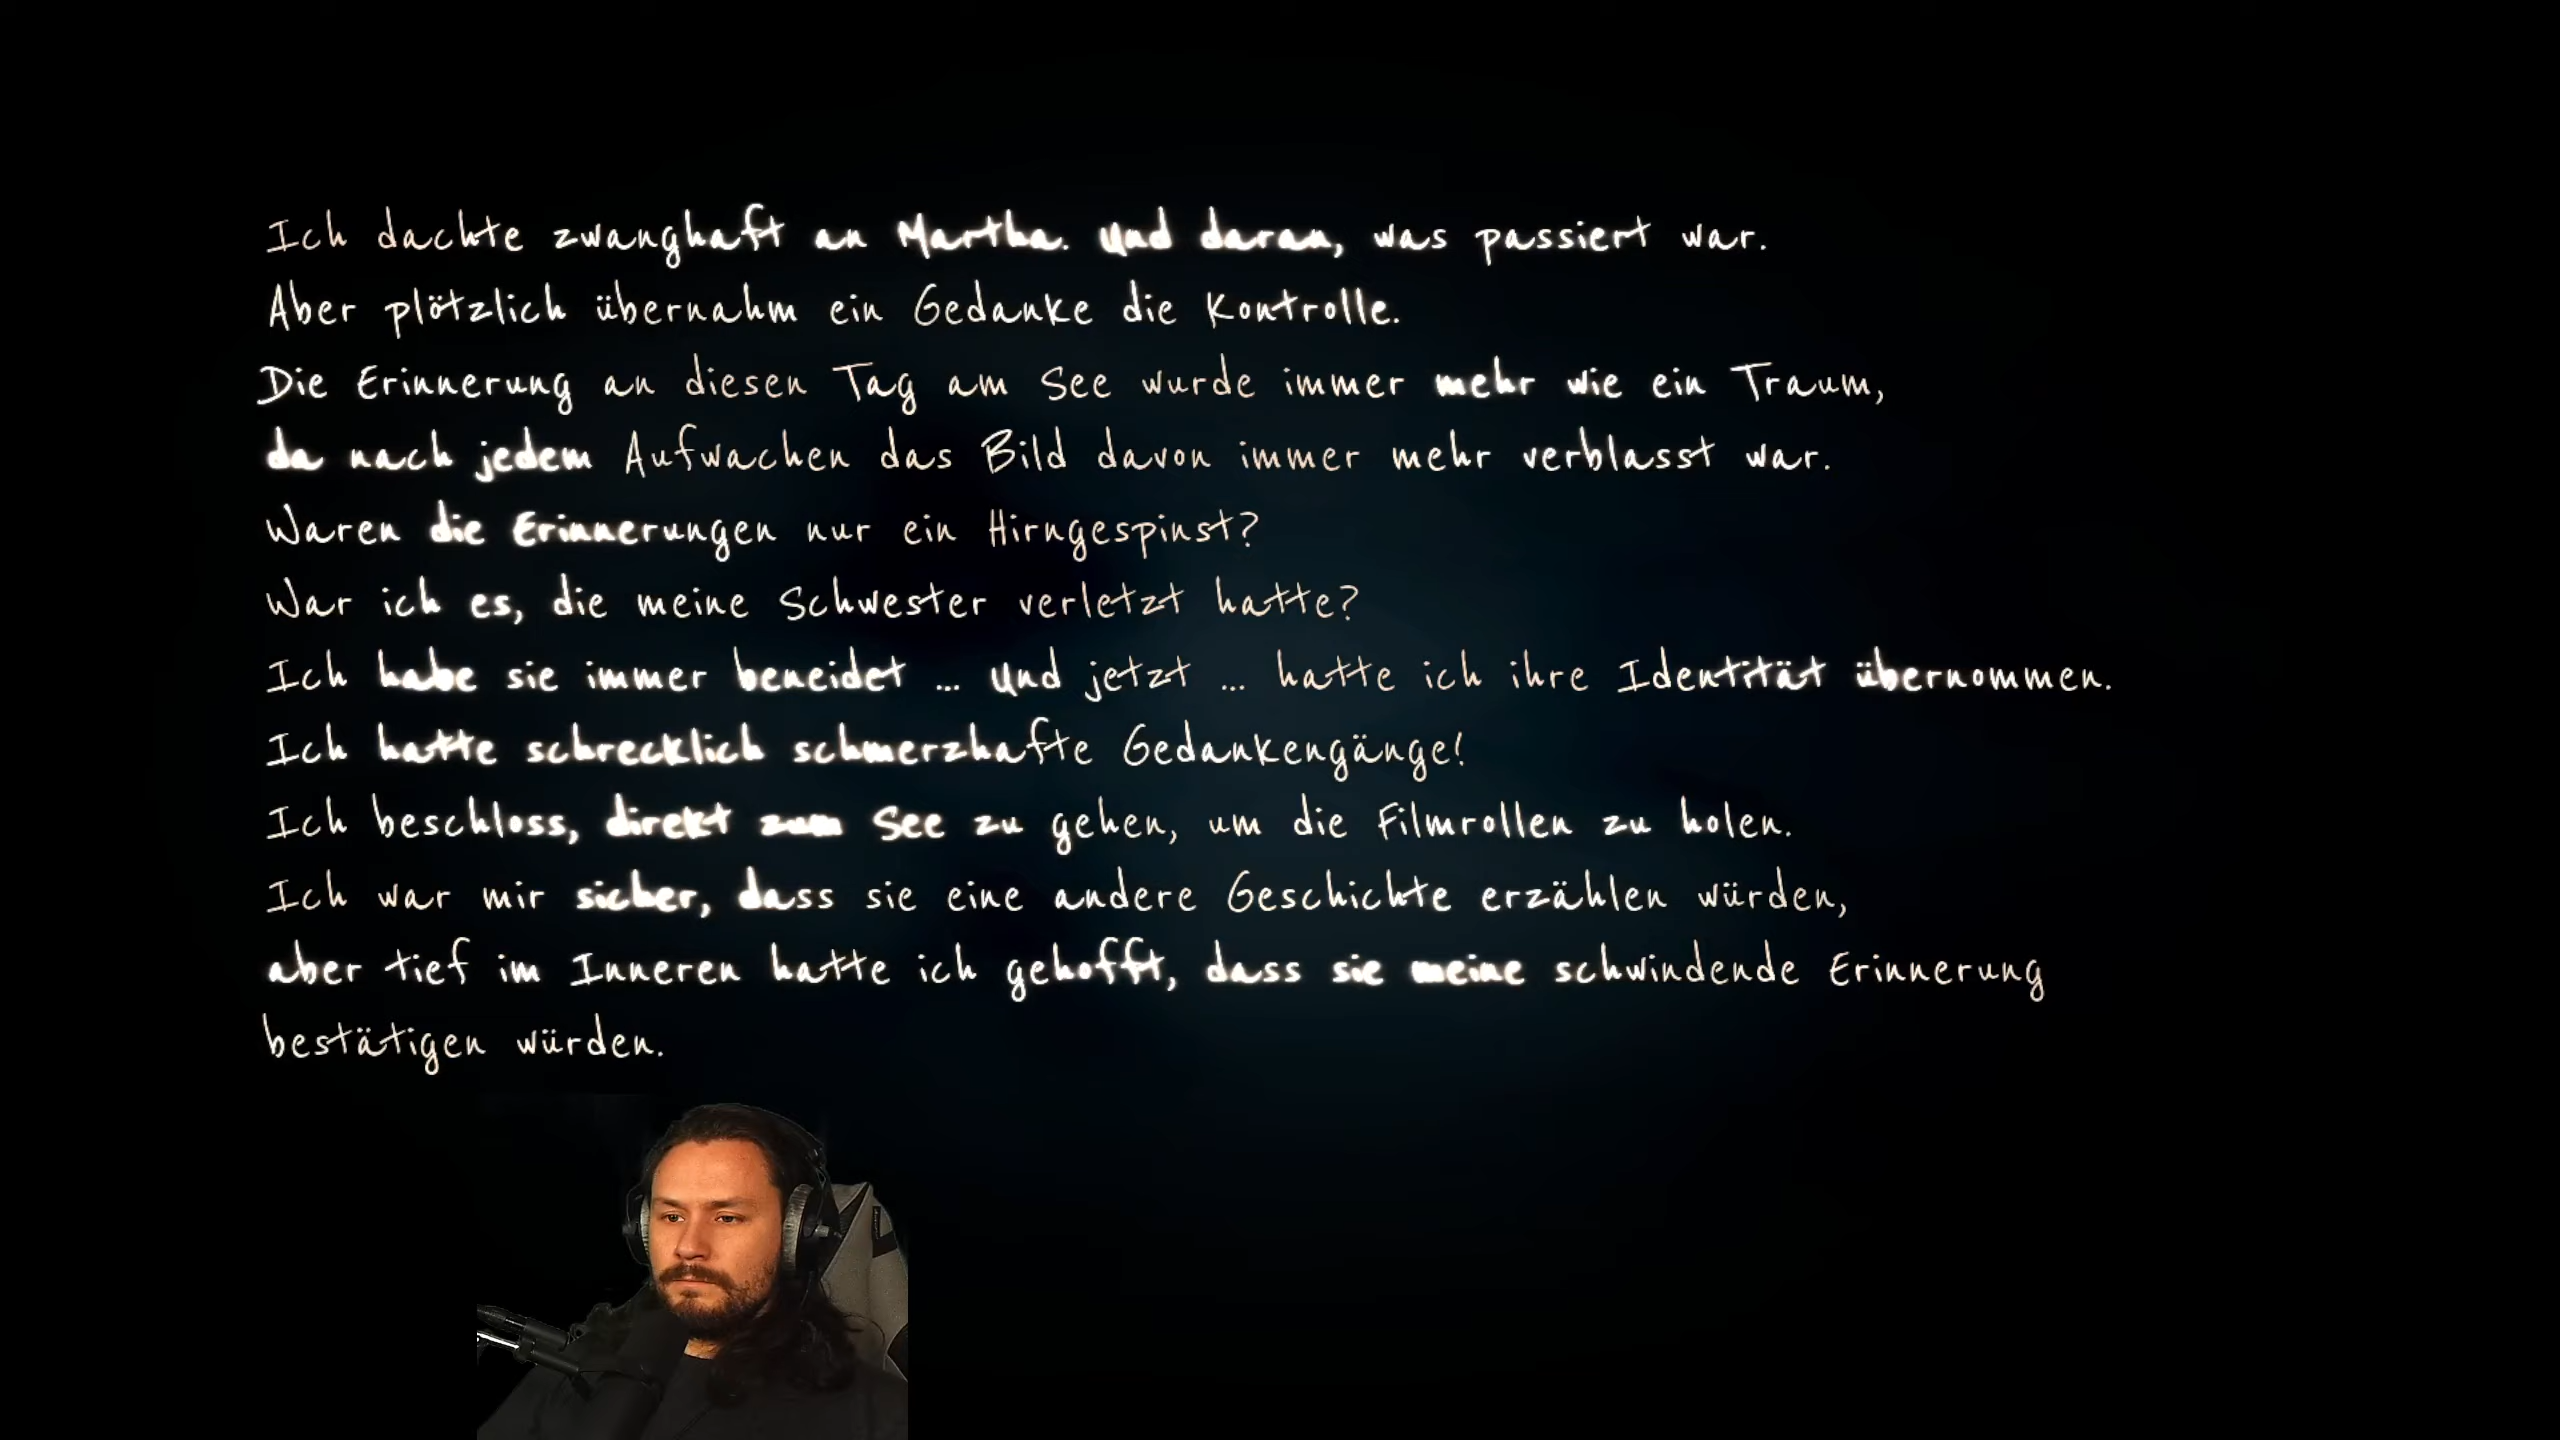 Ich dachte zwanghaft an Martha. Und daran, was passiert war.
Aber plötzlich übernahm ein Gedanke die Kontrolle.
Die Erinnerung an diesen Tag am See wurde immer mehr wie ein Traum,
da nach jedem Aufwachen das Bild davon immer mehr verblasst war.
Waren die Erinnerungen nur ein Hirngespinst?
War ich es, die meine Schwester verletzt hatte?
Ich habe sie immer beneidet ... Und jetzt ... hatte ich ihre Identität übernommen.
Ich hatte schrecklich schmerzhafte Gedankengänge!
Ich beschloss, direkt zum See zu gehen, um die Filmrollen zu holen.
Ich war mir sicher, dass sie eine andere Geschichte erzählen würden,
aber tief im Inneren hatte ich gehofft, dass sie meine schwindende Erinnerung
bestätigen würden.